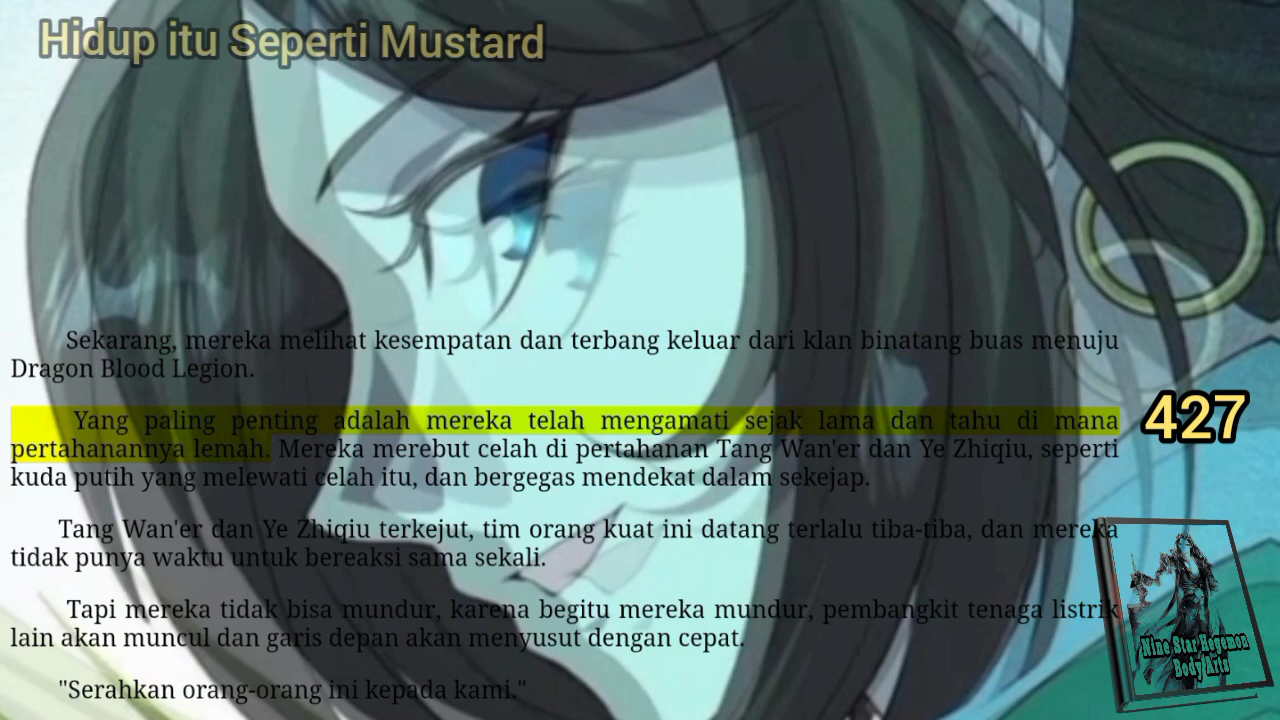 Hidup itu Seperti Mustard
Sekarang, mereka melihat kesempatan dan terbang keluar dari klan binatang buas menuju
Dragon Blood Legion.
Yang paling penting adalah mereka telah mengamati sejak lama dan tahu di mana
pertahanannya lemah. Mereka merebut celah di pertahanan Tang Wan'er dan Ye Zhiqiu, seperti
kuda putih yang melewati celah itu, dan bergegas mendekat dalam sekejap.
427
Tang Wan'er dan Ye Zhiqiu terkejut, tim orang kuat ini datang terlalu tiba-tiba, dan mereka
tidak punya waktu untuk bereaksi sama sekali.
Tapi mereka tidak bisa mundur, karena begitu mereka mundur, pembangkit tenaga listrik
lain akan muncul dan garis depan akan menyusut dengan cepat.
"Serahkan orang-orang ini kepada kami."
Nine Star Hegemon
Body Arts